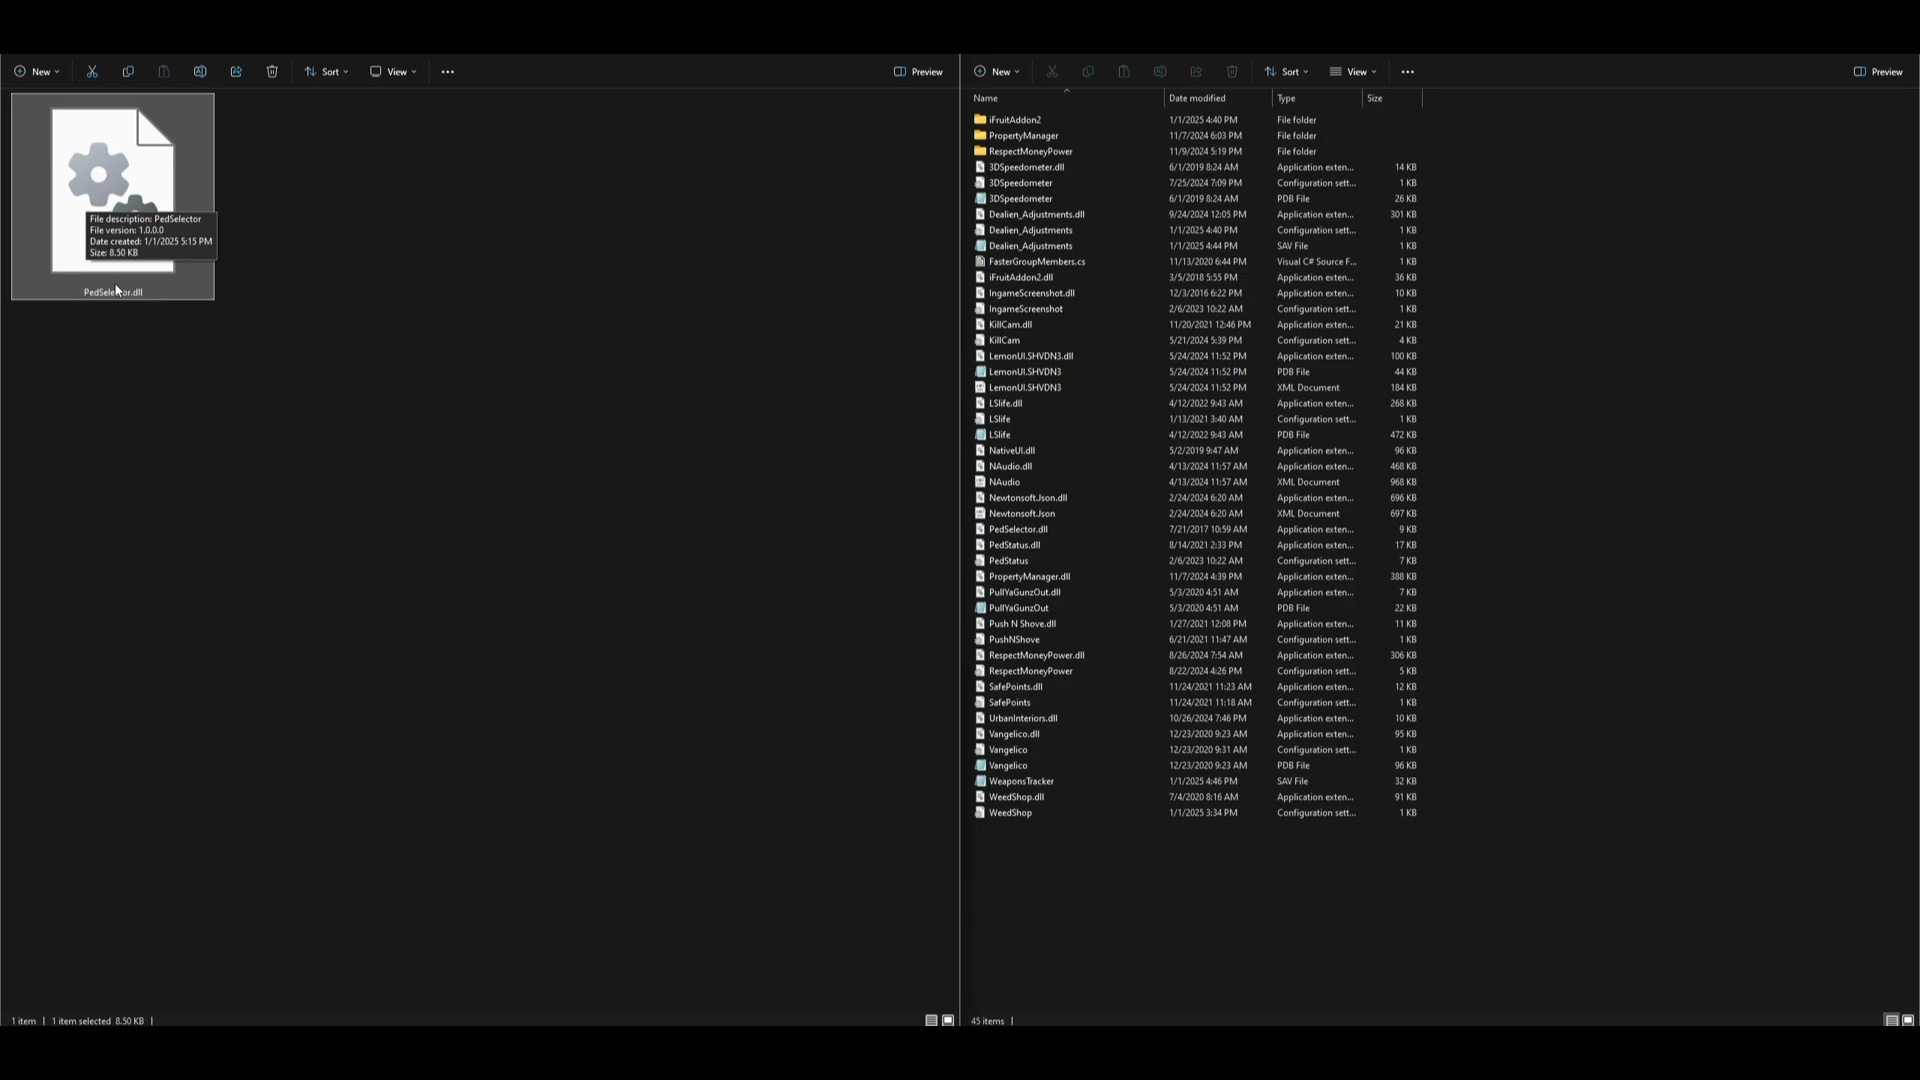 New Sort View ••• Preview
File description: PedSelector
File version: 1.0.0.0
Date created: 1/1/2025 5:15 PM
Size: 8.50 KB
PedSelector.dll
1 item | 1 item selected 8.50 KB |
New Sort View ••• Preview
Name Date modified Type Size
iFruitAddon2 1/1/2025 4:40 PM File folder
PropertyManager 11/7/2024 6:03 PM File folder
RespectMoneyPower 11/9/2024 5:19 PM File folder
3DSpeedometer.dll 6/1/2019 8:24 AM Application exten... 14 KB
3DSpeedometer 7/25/2024 7:09 PM Configuration sett... 1 KB
3DSpeedometer 6/1/2019 8:24 AM PDB File 26 KB
Dealien_Adjustments.dll 9/24/2024 12:05 PM Application exten... 301 KB
Dealien_Adjustments 1/1/2025 4:40 PM Configuration sett... 1 KB
Dealien_Adjustments 1/1/2025 4:44 PM SAV File 1 KB
FasterGroupMembers.cs 11/13/2020 6:44 PM Visual C# Source F... 1 KB
iFruitAddon2.dll 3/5/2018 5:55 PM Application exten... 36 KB
IngameScreenshot.dll 12/3/2016 6:22 PM Application exten... 10 KB
IngameScreenshot 2/6/2023 10:22 AM Configuration sett... 1 KB
KillCam.dll 11/20/2021 12:46 PM Application exten... 21 KB
KillCam 5/21/2024 5:39 PM Configuration sett... 4 KB
LemonUI.SHVDN3.dll 5/24/2024 11:52 PM Application exten... 100 KB
LemonUI.SHVDN3 5/24/2024 11:52 PM PDB File 44 KB
LemonUI.SHVDN3 5/24/2024 11:52 PM XML Document 184 KB
LSlife.dll 4/12/2022 9:43 AM Application exten... 268 KB
LSlife 1/13/2021 3:40 AM Configuration sett... 1 KB
LSlife 4/12/2022 9:43 AM PDB File 472 KB
NativeUI.dll 5/2/2019 9:47 AM Application exten... 96 KB
NAudio.dll 4/13/2024 11:57 AM Application exten... 468 KB
NAudio 4/13/2024 11:57 AM XML Document 968 KB
Newtonsoft.Json.dll 2/24/2024 6:20 AM Application exten... 696 KB
Newtonsoft.Json 2/24/2024 6:20 AM XML Document 697 KB
PedSelector.dll 7/21/2017 10:59 AM Application exten... 9 KB
PedStatus.dll 8/14/2021 2:33 PM Application exten... 17 KB
PedStatus 2/6/2023 10:22 AM Configuration sett... 7 KB
PropertyManager.dll 11/7/2024 4:39 PM Application exten... 388 KB
PullYaGunzOut.dll 5/3/2020 4:51 AM Application exten... 7 KB
PullYaGunzOut 5/3/2020 4:51 AM PDB File 22 KB
Push N Shove.dll 1/27/2021 12:08 PM Application exten... 11 KB
PushNShove 6/21/2021 11:47 AM Configuration sett... 1 KB
RespectMoneyPower.dll 8/26/2024 7:54 AM Application exten... 306 KB
RespectMoneyPower 8/22/2024 4:26 PM Configuration sett... 5 KB
SafePoints.dll 11/24/2021 11:23 AM Application exten... 12 KB
SafePoints 11/24/2021 11:18 AM Configuration sett... 1 KB
UrbanInteriors.dll 10/26/2024 7:46 PM Application exten... 10 KB
Vangelico.dll 12/23/2020 9:23 AM Application exten... 95 KB
Vangelico 12/23/2020 9:31 AM Configuration sett... 1 KB
Vangelico 12/23/2020 9:23 AM PDB File 96 KB
WeaponsTracker 1/1/2025 4:46 PM SAV File 32 KB
WeedShop.dll 7/4/2020 8:16 AM Application exten... 91 KB
WeedShop 1/1/2025 3:34 PM Configuration sett... 1 KB
45 items |